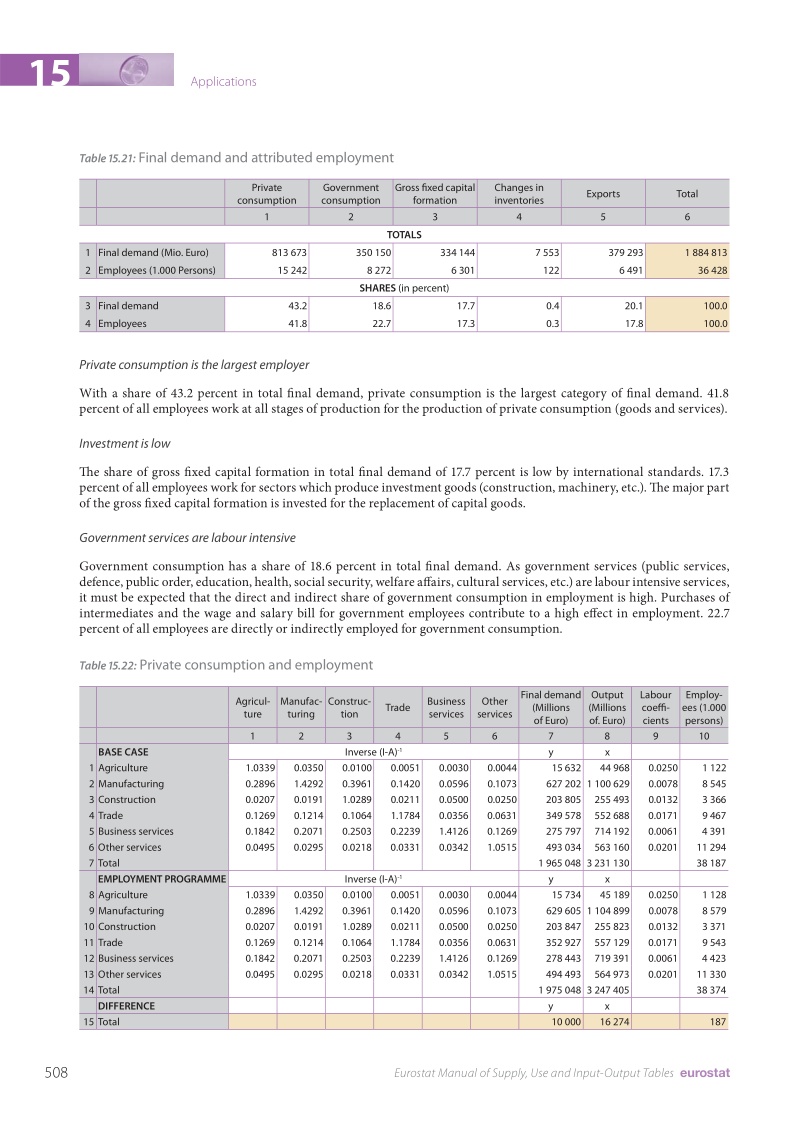 15
Applications
Table 15.21: Final demand and attributed employment
Private consumption Government consumption Gross fixed capital formation Changes in inventories Exports Total
1 2 3 4 5 6
TOTALS
1 Final demand (Mio. Euro) 813 673 350 150 334 144 7 553 379 293 1 884 813
2 Employees (1.000 Persons) 15 242 8 272 6 301 122 6 491 36 428
SHARES (in percent)
3 Final demand 43.2 18.6 17.7 0.4 20.1 100.0
4 Employees 41.8 22.7 17.3 0.3 17.8 100.0
Private consumption is the largest employer
With a share of 43.2 percent in total final demand, private consumption is the largest category of final demand. 41.8
percent of all employees work at all stages of production for the production of private consumption (goods and services).
Investment is low
The share of gross fixed capital formation in total final demand of 17.7 percent is low by international standards. 17.3
percent of all employees work for sectors which produce investment goods (construction, machinery, etc.). The major part
of the gross fixed capital formation is invested for the replacement of capital goods.
Government services are labour intensive
Government consumption has a share of 18.6 percent in total final demand. As government services (public services,
defence, public order, education, health, social security, welfare affairs, cultural services, etc.) are labour intensive services,
it must be expected that the direct and indirect share of government consumption in employment is high. Purchases of
intermediates and the wage and salary bill for government employees contribute to a high effect in employment. 22.7
percent of all employees are directly or indirectly employed for government consumption.
Table 15.22: Private consumption and employment
Agricul-ture Manufac-turing Construc-tion Trade Business services Other services Final demand (Millions of Euro) Output (Millions of. Euro) Labour coeffi-cients Employ-ees (1.000 persons)
1 2 3 4 5 6 7 8 9 10
BASE CASE Inverse (I-A)-1 y x
1 Agriculture 1.0339 0.0350 0.0100 0.0051 0.0030 0.0044 15 632 44 968 0.0250 1 122
2 Manufacturing 0.2896 1.4292 0.3961 0.1420 0.0596 0.1073 627 202 1 100 629 0.0078 8 545
3 Construction 0.0207 0.0191 1.0289 0.0211 0.0500 0.0250 203 805 255 493 0.0132 3 366
4 Trade 0.1269 0.1214 0.1064 1.1784 0.0356 0.0631 349 578 552 688 0.0171 9 467
5 Business services 0.1842 0.2071 0.2503 0.2239 1.4126 0.1269 275 797 714 192 0.0061 4 391
6 Other services 0.0495 0.0295 0.0218 0.0331 0.0342 1.0515 493 034 563 160 0.0201 11 294
7 Total 1 965 048 3 231 130 38 187
EMPLOYMENT PROGRAMME Inverse (I-A)-1 y x
8 Agriculture 1.0339 0.0350 0.0100 0.0051 0.0030 0.0044 15 734 45 189 0.0250 1 128
9 Manufacturing 0.2896 1.4292 0.3961 0.1420 0.0596 0.1073 629 605 1 104 899 0.0078 8 579
10 Construction 0.0207 0.0191 1.0289 0.0211 0.0500 0.0250 203 847 255 823 0.0132 3 371
11 Trade 0.1269 0.1214 0.1064 1.1784 0.0356 0.0631 352 927 557 129 0.0171 9 543
12 Business services 0.1842 0.2071 0.2503 0.2239 1.4126 0.1269 278 443 719 391 0.0061 4 423
13 Other services 0.0495 0.0295 0.0218 0.0331 0.0342 1.0515 494 493 564 973 0.0201 11 330
14 Total 1 975 048 3 247 405 38 374
DIFFERENCE y x
15 Total 10 000 16 274 187
508
Eurostat Manual of Supply, Use and Input-Output Tables eurostat